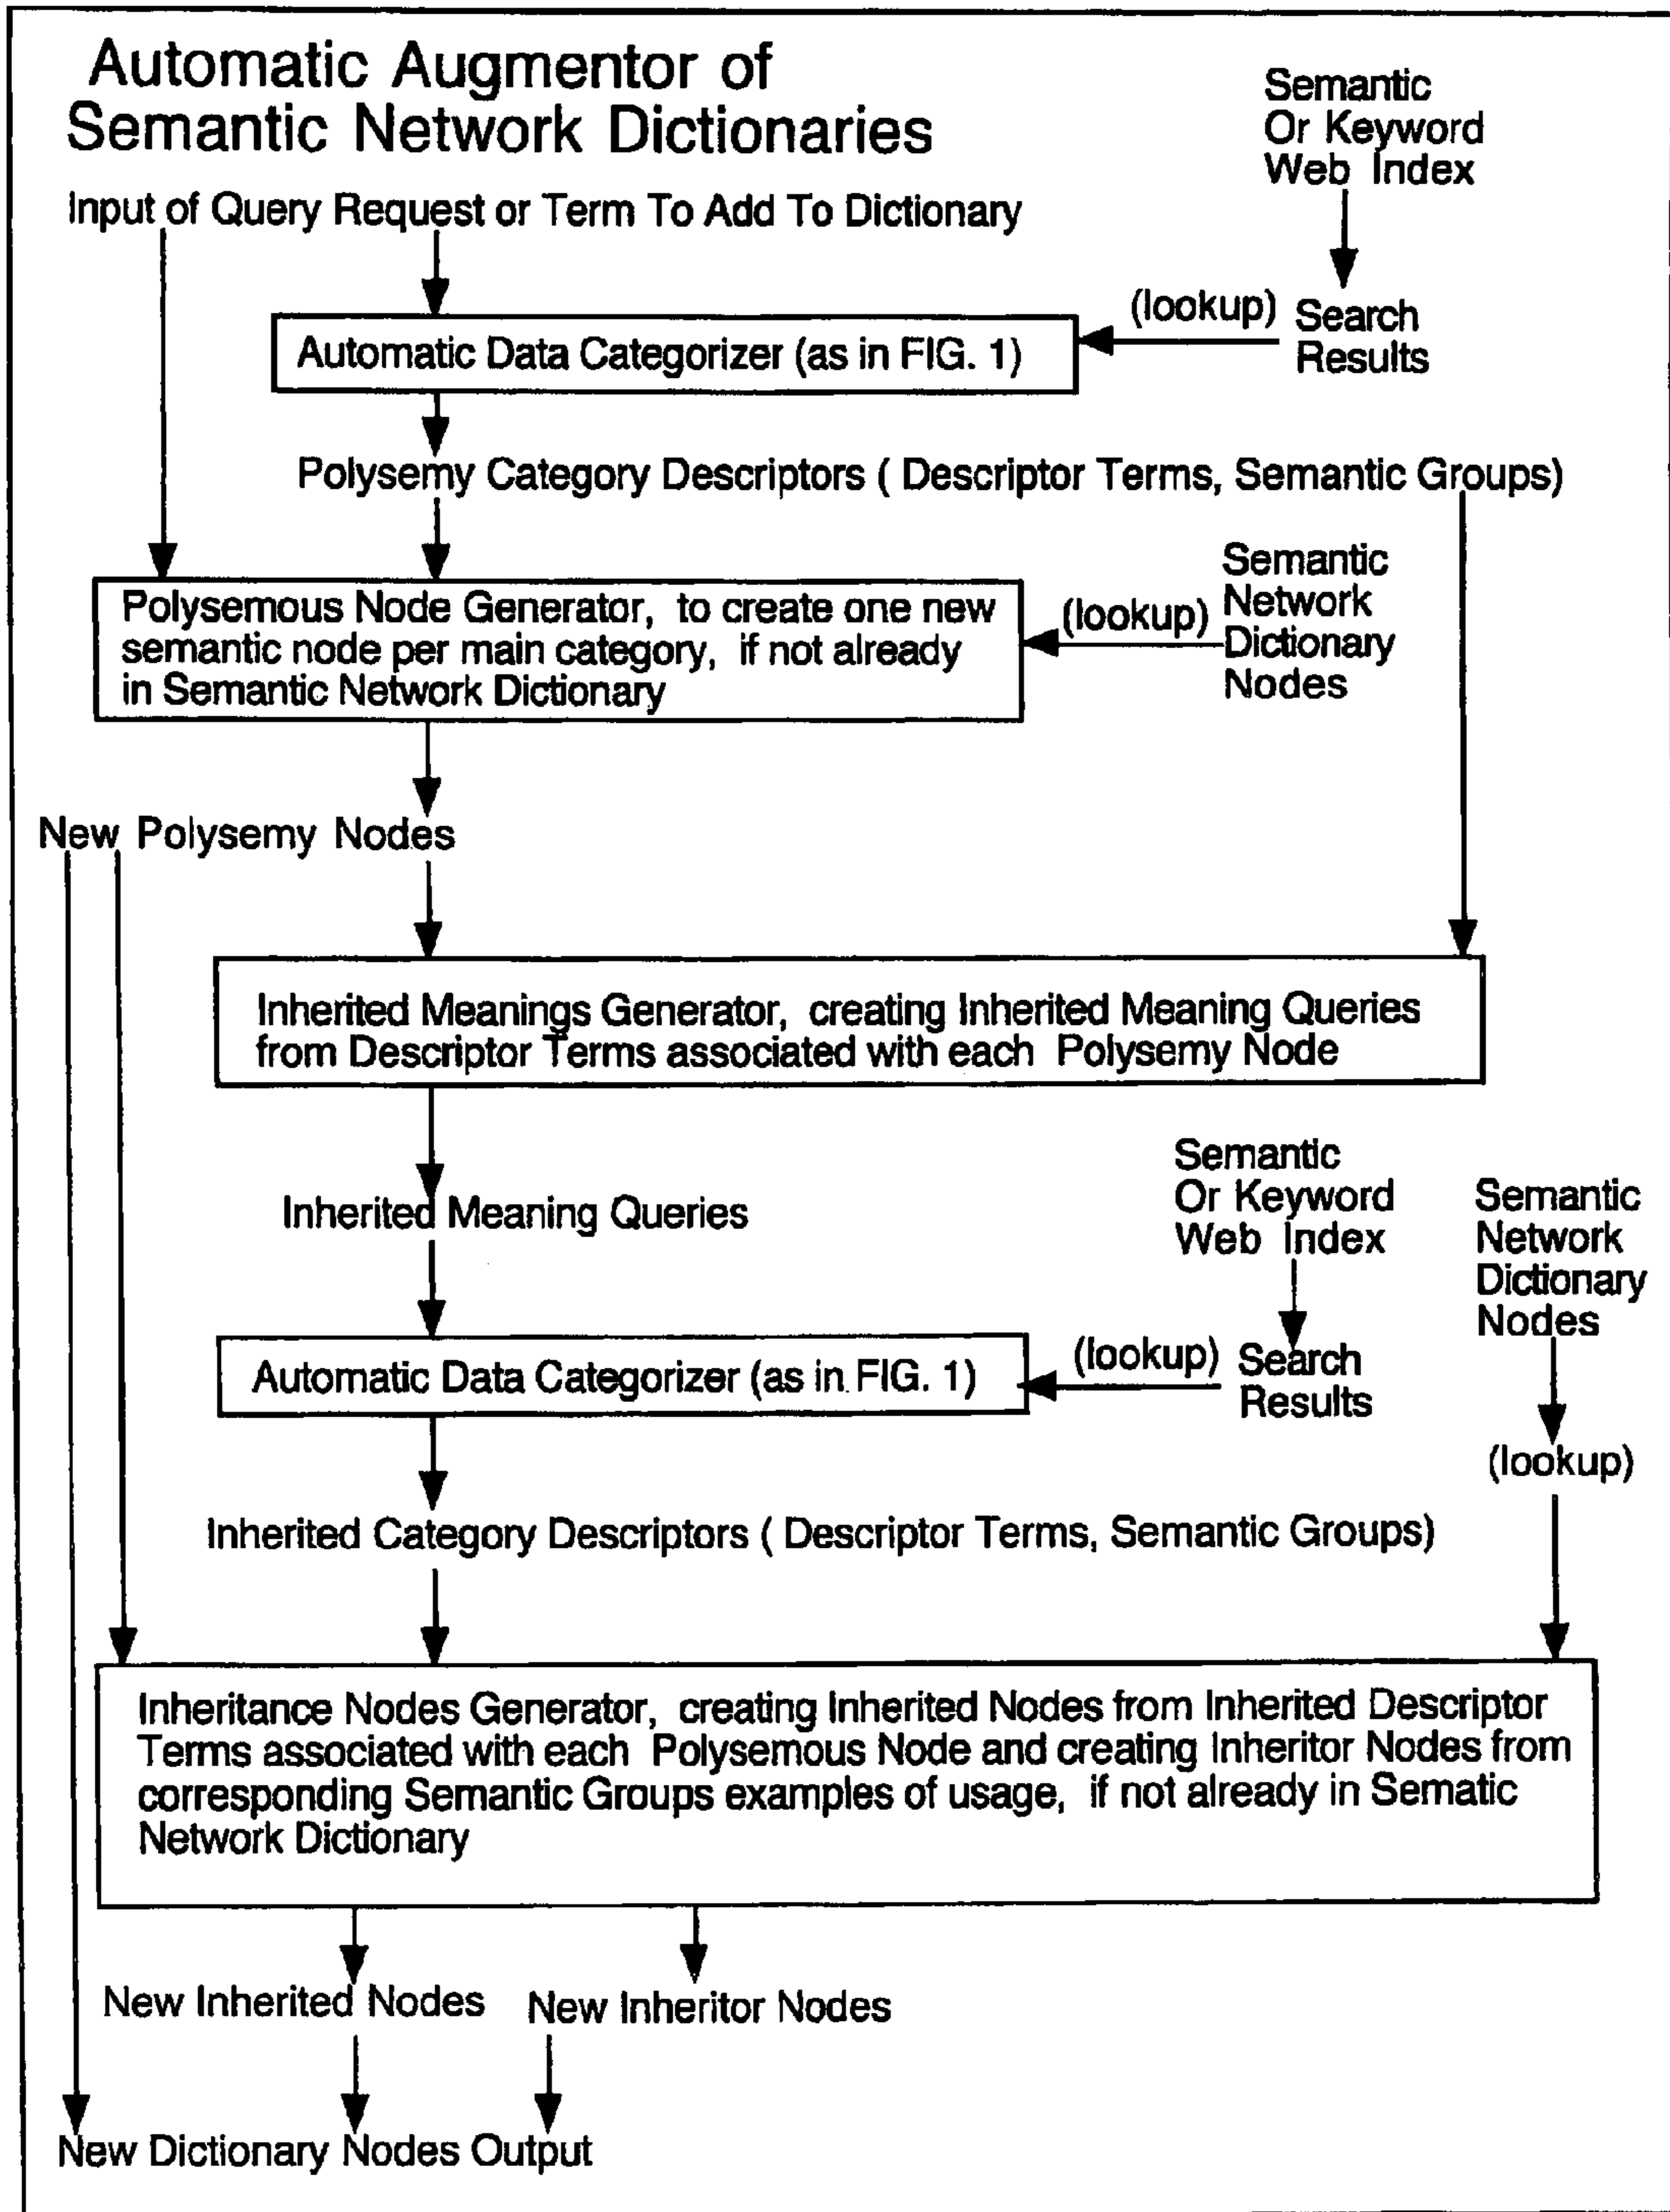 Automatic Augmentor of
Semantic Network Dictionaries
Semantic
Or Keyword
Web Index
Input of Query Request or Term To Add To Dictionary
(lookup)
Search
Results
Automatic Data Categorizer (as in FIG. 1)
Polysemy Category Descriptors ( Descriptor Terms, Semantic Groups)
Semantic
Network
Dictionary
Nodes
(lookup)
Polysemous Node Generator, to create one new
semantic node per main category, if not already
in Semantic Network Dictionary
New Polysemy Nodes
Inherited Meanings Generator, creating Inherited Meaning Queries
from Descriptor Terms associated with each Polysemy Node
Semantic
Or Keyword
Web Index
Semantic
Network
Dictionary
Nodes
Inherited Meaning Queries
(lookup)
Search
Results
Automatic Data Categorizer (as in FIG. 1)
(lookup)
Inherited Category Descriptors ( Descriptor Terms, Semantic Groups)
Inheritance Nodes Generator, creating Inherited Nodes from Inherited Descriptor
Terms associated with each Polysemous Node and creating Inheritor Nodes from
corresponding Semantic Groups examples of usage, if not already in Sematic
Network Dictionary
New Inherited Nodes
New Inheritor Nodes
New Dictionary Nodes Output